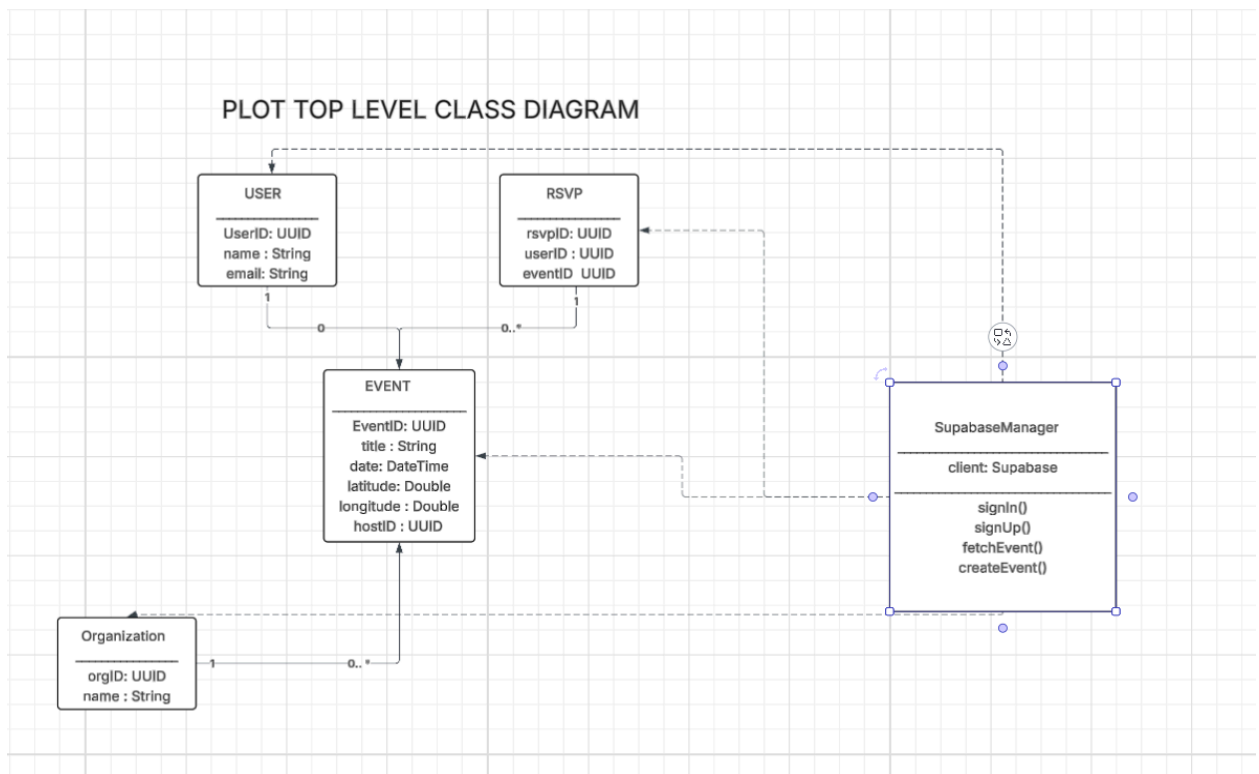 PLOT TOP LEVEL CLASS DIAGRAM
USER
UserID: UUID
name : String
email: String
1
0
RSVP
rsvpID: UUID
userID : UUID
eventID UUID
1
0..*
EVENT
EventID: UUID
title : String
date: DateTime
latitude: Double
longitude : Double
hostID : UUID
SupabaseManager
client: Supabase
signIn()
signUp()
fetchEvent()
createEvent()
Organization
orgID: UUID
name : String
1
0.. *